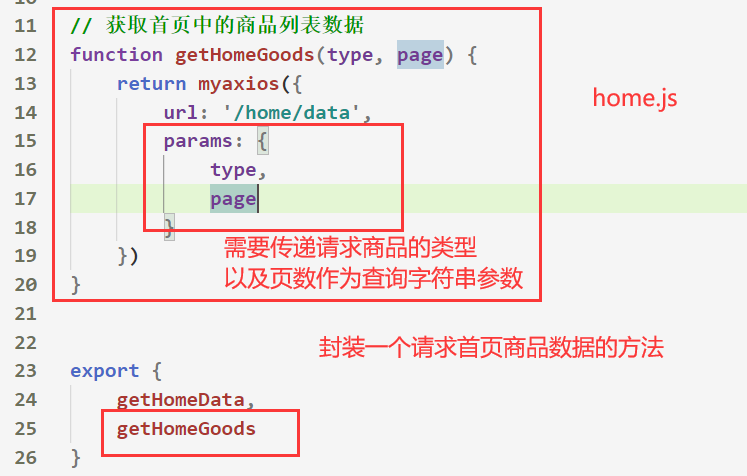 11 // 获取首页中的商品列表数据
12 function getHomeGoods(type, page) {
13 return myaxios({
home.js
14 url: '/home/data',
15 params: {
16 type,
17 page
18 }
需要传递请求商品的类型
19 })
以及页数作为查询字符串参数
20 }
21
22
封装一个请求首页商品数据的方法
23 export {
24 getHomeData,
25 getHomeGoods
26 }